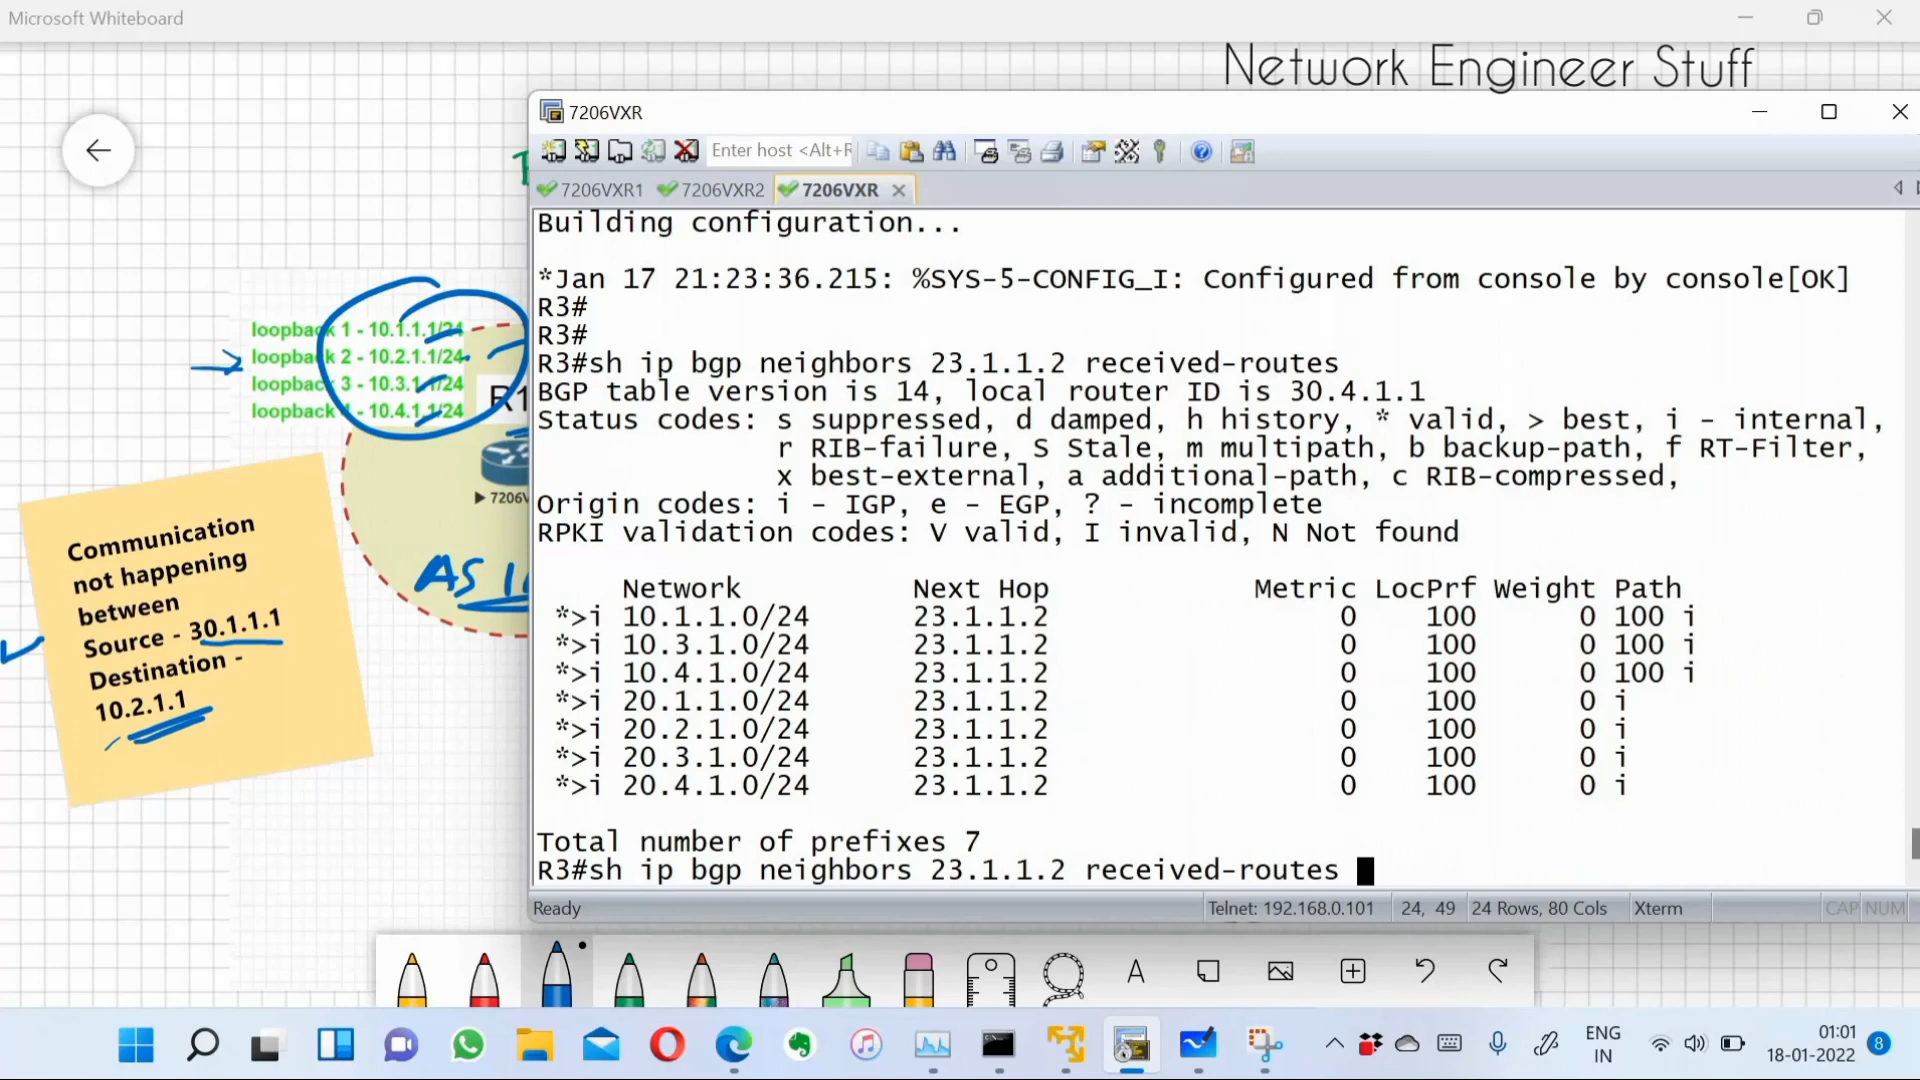 Microsoft Whiteboard
Network Engineer Stuff
7206VXR
Enter host <Alt+R
7206VXR1
7206VXR2
7206VXR
Building configuration...
*Jan 17 21:23:36.215: %SYS-5-CONFIG_I: Configured from console by console[OK]
R3#
R3#
R3#sh ip bgp neighbors 23.1.1.2 received-routes
BGP table version is 14, local router ID is 30.4.1.1
Status codes: s suppressed, d damped, h history, * valid, > best, i - internal,
r RIB-failure, S Stale, m multipath, b backup-path, f RT-Filter,
x best-external, a additional-path, c RIB-compressed,
Origin codes: i - IGP, e - EGP, ? - incomplete
RPKI validation codes: V valid, I invalid, N Not found
Network Next Hop Metric LocPrf Weight Path
*>i 10.1.1.0/24 23.1.1.2 0 100 0 100 i
*>i 10.3.1.0/24 23.1.1.2 0 100 0 100 i
*>i 10.4.1.0/24 23.1.1.2 0 100 0 100 i
*>i 20.1.1.0/24 23.1.1.2 0 100 0 i
*>i 20.2.1.0/24 23.1.1.2 0 100 0 i
*>i 20.3.1.0/24 23.1.1.2 0 100 0 i
*>i 20.4.1.0/24 23.1.1.2 0 100 0 i
Total number of prefixes 7
R3#sh ip bgp neighbors 23.1.1.2 received-routes
Ready
Telnet: 192.168.0.101
24, 49
24 Rows, 80 Cols
Xterm
CAP NUM
loopback 1 - 10.1.1.1/24
loopback 2 - 10.2.1.1/24
loopback 3 - 10.3.1.1/24
loopback 4 - 10.4.1.1/24
R1
7206V
AS
Communication
not happening
between
Source - 30.1.1.1
Destination -
10.2.1.1
A
ENG
IN
01:01
18-01-2022
8